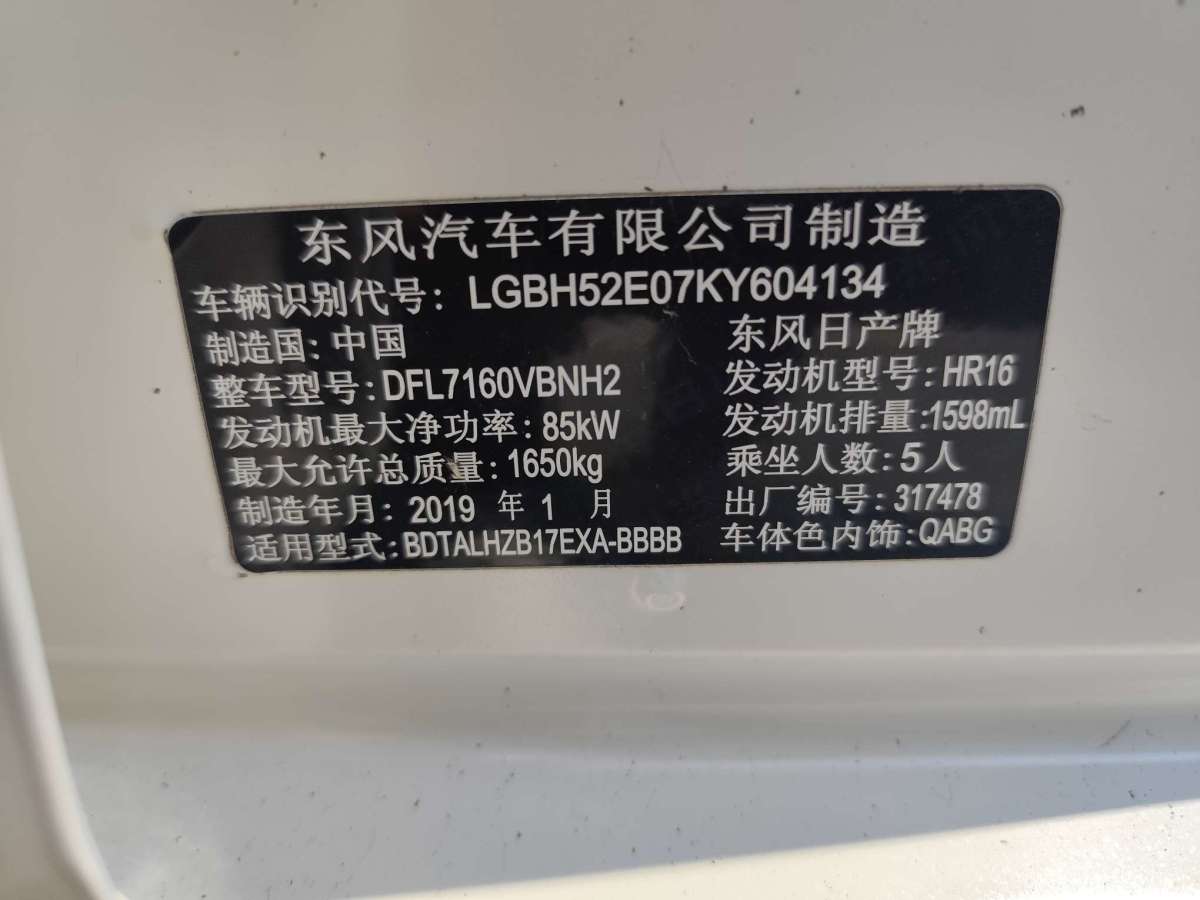 东风汽车有限公司制造
车辆识别代号: LGBH52E07KY604134
制造国: 中国 东风日产牌
整车型号: DFL7160VBNH2 发动机型号: HR16
发动机最大净功率: 85kW 发动机排量: 1598mL
最大允许总质量: 1650kg 乘坐人数: 5人
制造年月: 2019 年 1 月 出厂编号: 317478
适用型式: BDTALHZB17EXA-BBBB 车体色内饰: QABG